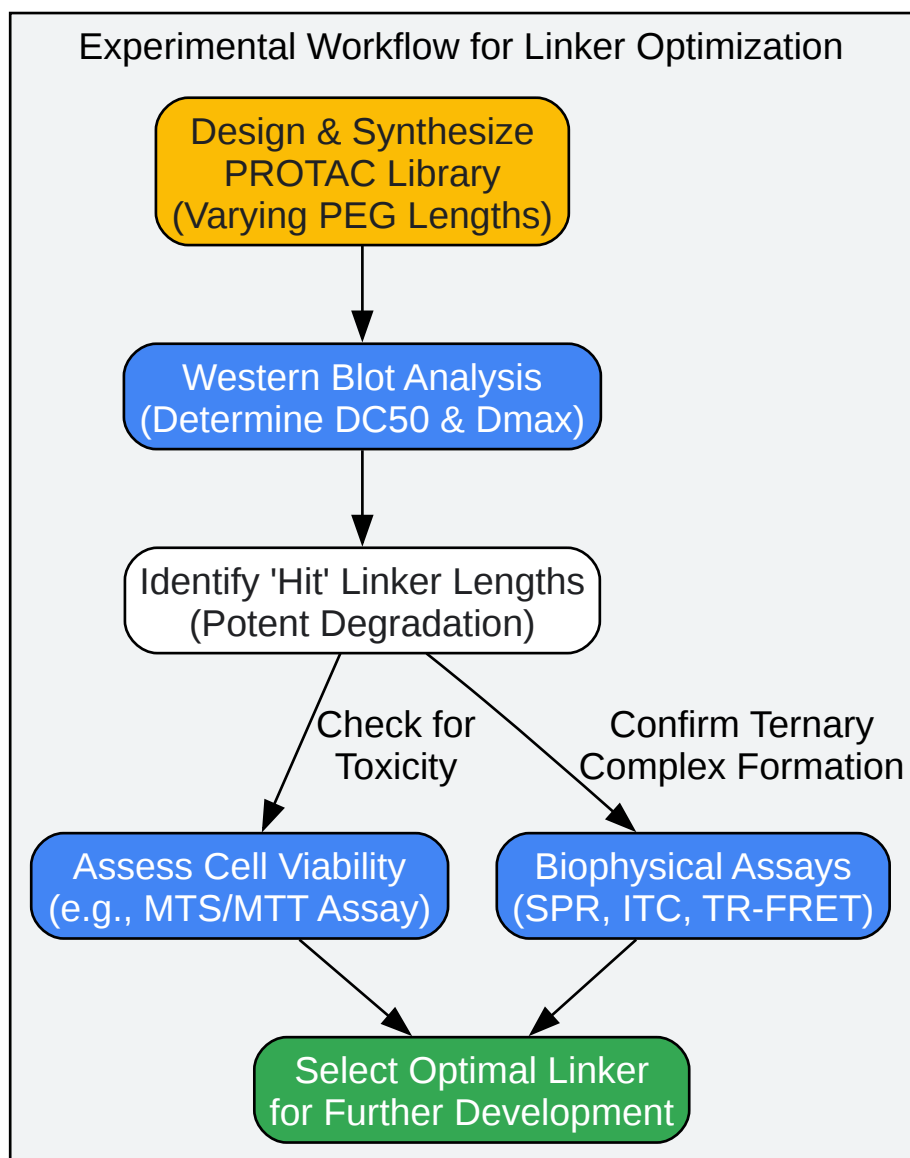 Experimental Workflow for Linker Optimization
Design & Synthesize
PROTAC Library
(Varying PEG Lengths)
Western Blot Analysis
(Determine DC50 & Dmax)
Identify 'Hit' Linker Lengths
(Potent Degradation)
Check for
Toxicity
Confirm Ternary
Complex Formation
Assess Cell Viability
(e.g., MTS/MTT Assay)
Biophysical Assays
(SPR, ITC, TR-FRET)
Select Optimal Linker
for Further Development